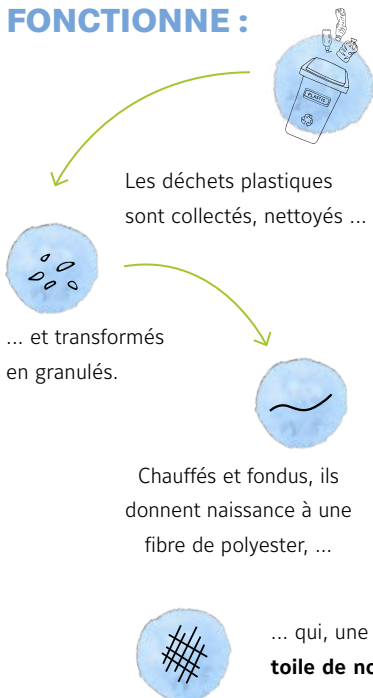 FONCTIONNE :
PLASTIC
Les déchets plastiques
sont collectés, nettoyés ...
... et transformés
en granulés.
Chauffés et fondus, ils
donnent naissance à une
fibre de polyester, ...
... qui, une
toile de